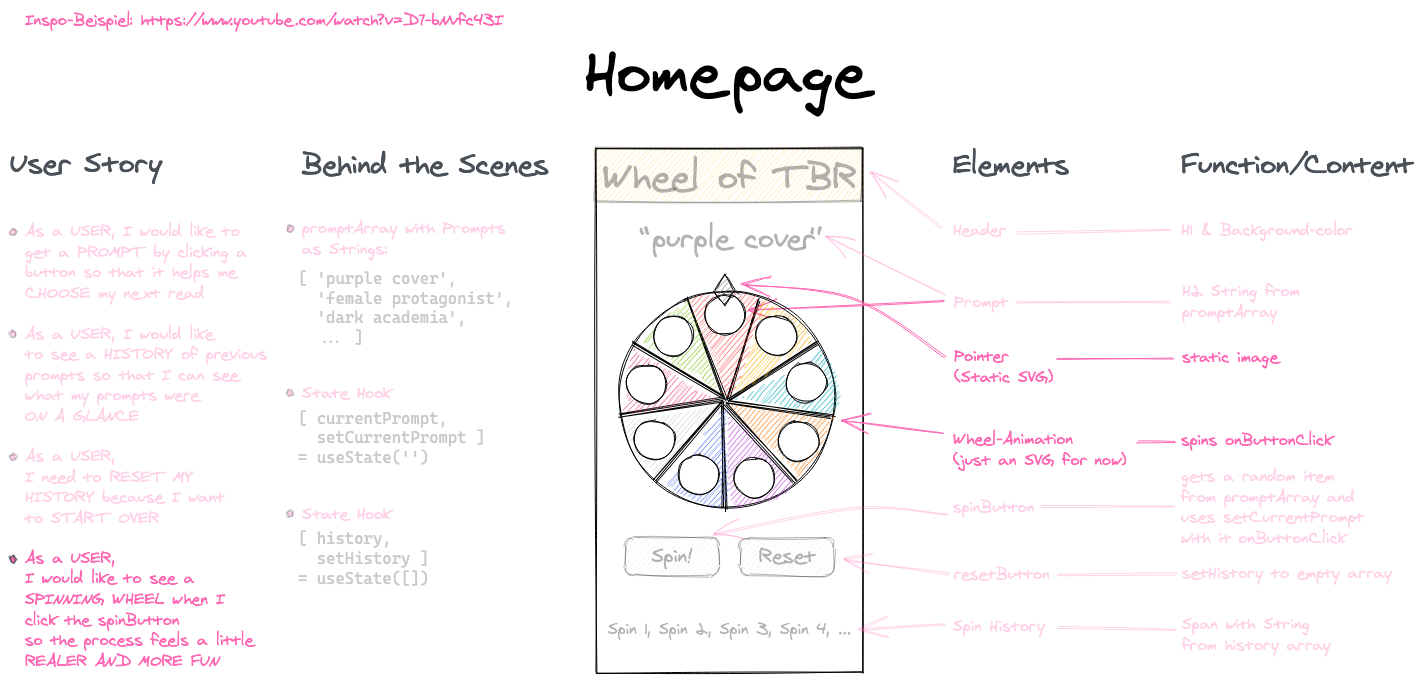 Inspo-Beispiel: https://www.youtube.com/watch?v=D7-bMfc43I
Homepage
User Story
As a USER, I would like to
get a PROMPT by clicking a
button so that it helps me
CHOOSE my next read
As a USER, I would like
to see a HISTORY of previous
prompts so that I can see
what my prompts were
ON A GLANCE
As a USER,
I need to RESET MY
HISTORY because I want
to START OVER
As a USER,
I would like to see a
SPINNING WHEEL when I
click the spinButton
so the process feels a little
REALER AND MORE FUN
Behind the Scenes
promptArray with Prompts
as Strings:
[ 'purple cover',
'female protagonist',
'dark academia',
... ]
State Hook
[ currentPrompt,
setCurrentPrompt ]
= useState('')
State Hook
[ history,
setHistory ]
= useState([])
Wheel of TBR
"purple cover"
Spin!
Reset
Spin 1, Spin 2, Spin 3, Spin 4, ...
Elements
Header
Prompt
Pointer
(Static SVG)
Wheel-Animation
(just an SVG for now)
spinButton
resetButton
Spin History
Function/Content
H1 & Background-color
H2 String from
promptArray
static image
spins onButtonClick
gets a random item
from promptArray and
uses setCurrentPrompt
with it onButtonClick
setHistory to empty array
Span with String
from history array